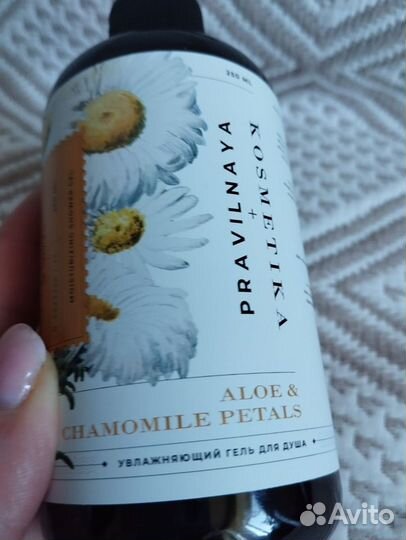 350 ML
PRAVILNAYA
+
KOSMETIKA
ALOE &
CHAMOMILE PETALS
УВЛАЖНЯЮЩИЙ ГЕЛЬ ДЛЯ ДУША
Avito